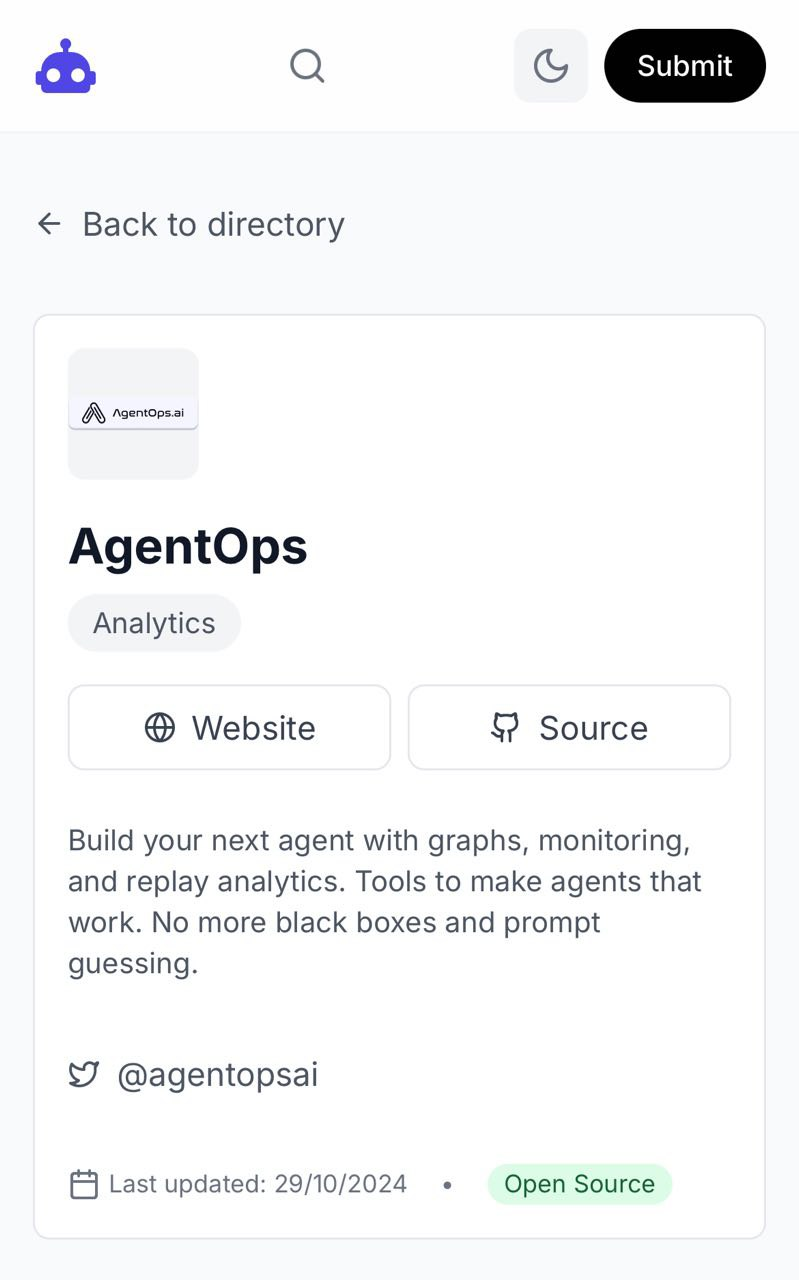 Submit
Back to directory
AgentOps.ai
AgentOps
Analytics
Website
Source
Build your next agent with graphs, monitoring,
and replay analytics. Tools to make agents that
work. No more black boxes and prompt
guessing.
@agentopsai
Last updated: 29/10/2024 • Open Source